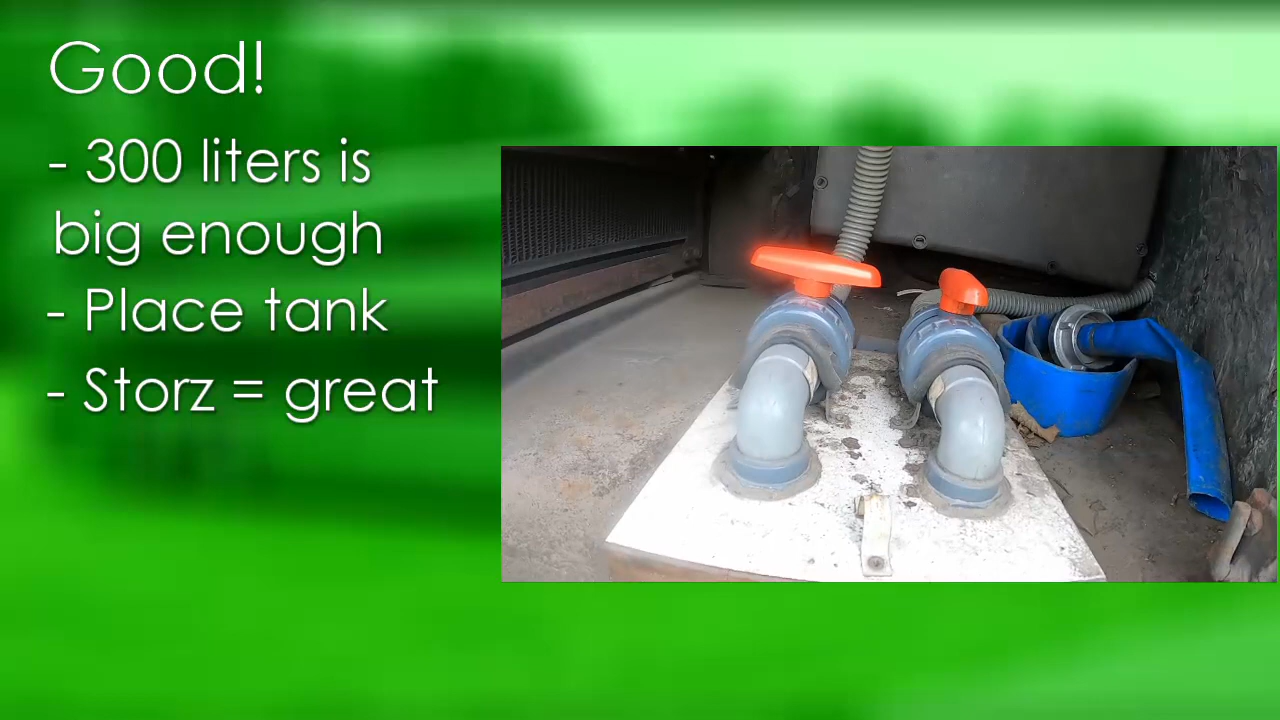 Good!
- 300 liters is
big enough
- Place tank
- Storz = great